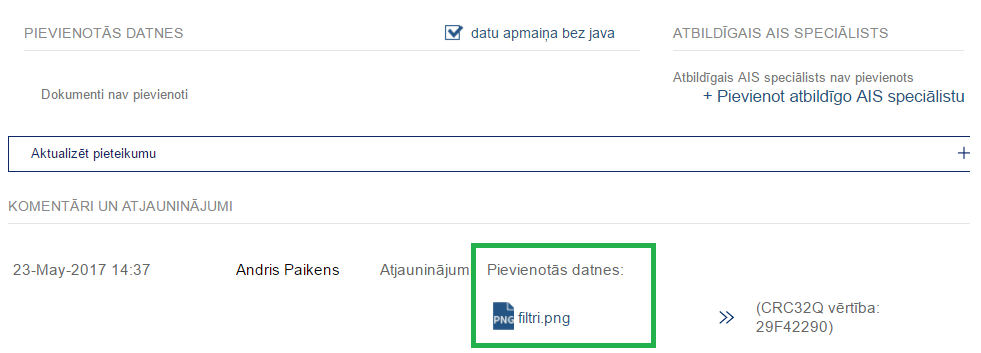 PIEVIENOTĀS DATNES
datu apmaiņa bez java
ATBILDĪGAIS AIS SPECIĀLISTS
Dokumenti nav pievienoti
Atbildīgais AIS speciālists nav pievienots
+ Pievienot atbildīgo AIS speciālistu
Aktualizēt pieteikumu +
KOMENTĀRI UN ATJAUNINĀJUMI
23-May-2017 14:37 Andris Paikens Atjauninājum Pievienotās datnes:
PNG filtri.png
(CRC32Q vērtība:
29F42290)